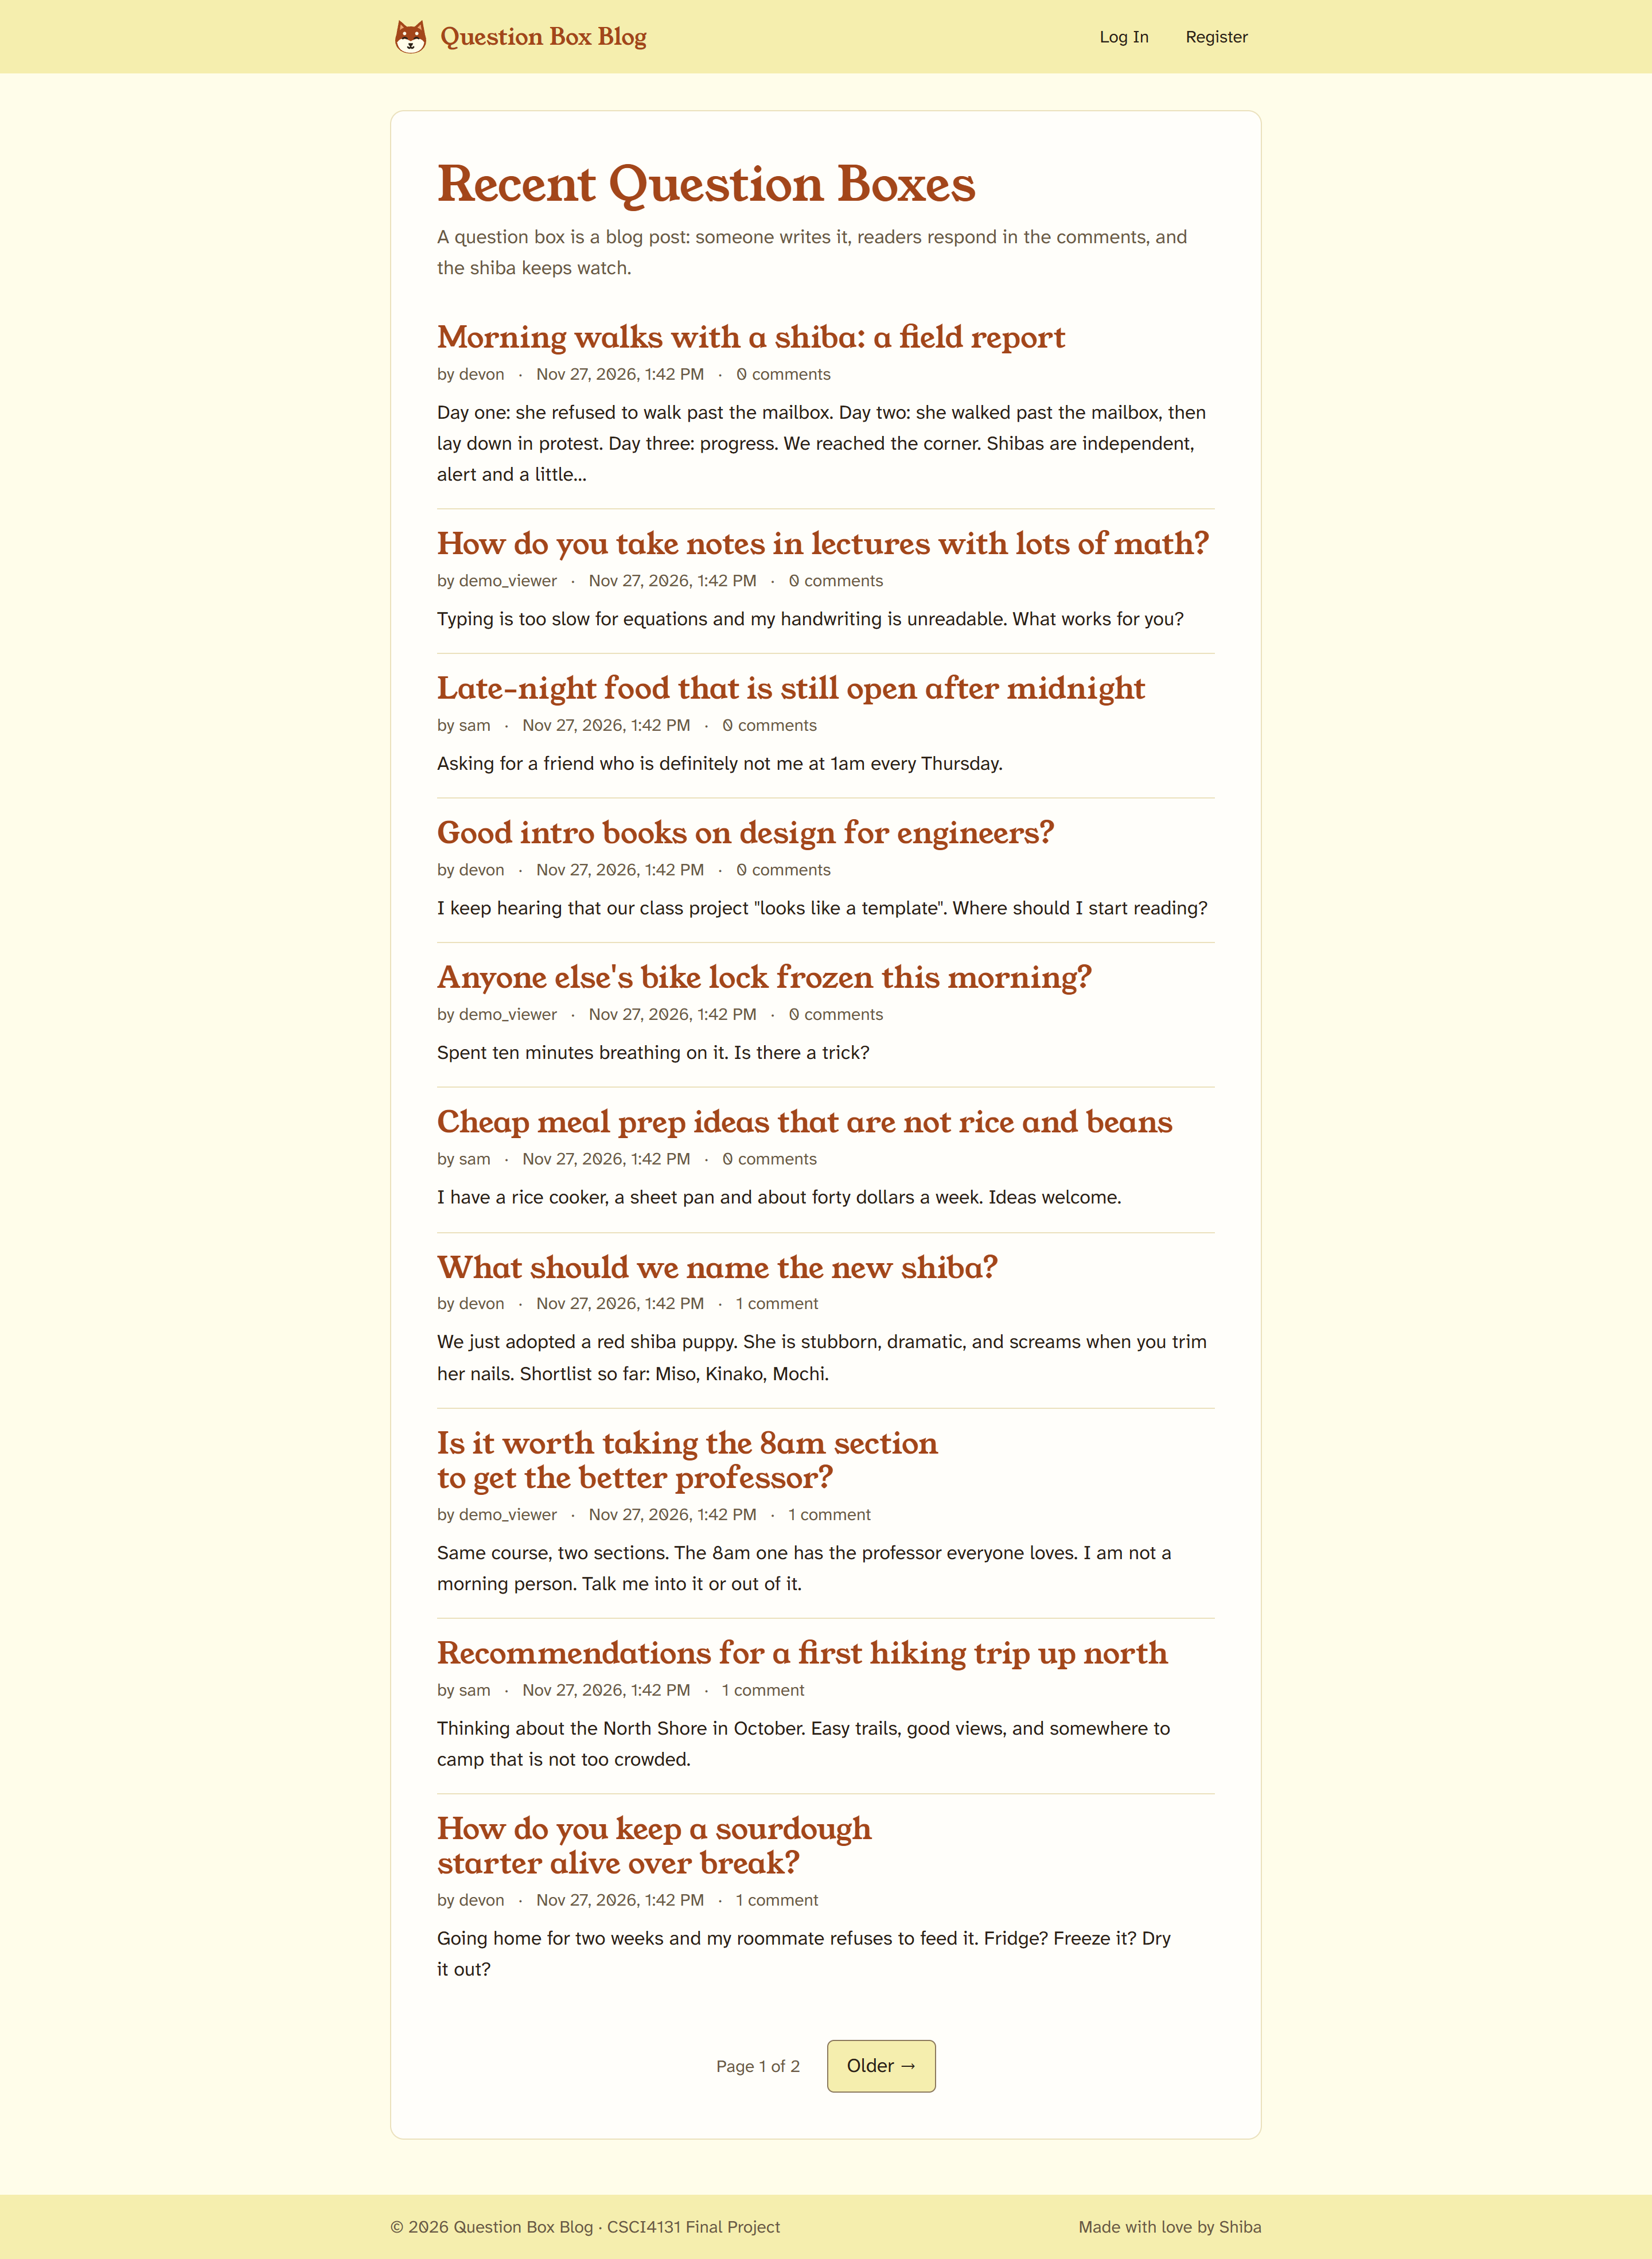 Question Box Blog
Log In
Register
Recent Question Boxes
A question box is a blog post: someone writes it, readers respond in the comments, and
the shiba keeps watch.
Morning walks with a shiba: a field report
by devon · Nov 27, 2026, 1:42 PM · 0 comments
Day one: she refused to walk past the mailbox. Day two: she walked past the mailbox, then
lay down in protest. Day three: progress. We reached the corner. Shibas are independent,
alert and a little...
How do you take notes in lectures with lots of math?
by demo_viewer · Nov 27, 2026, 1:42 PM · 0 comments
Typing is too slow for equations and my handwriting is unreadable. What works for you?
Late-night food that is still open after midnight
by sam · Nov 27, 2026, 1:42 PM · 0 comments
Asking for a friend who is definitely not me at 1am every Thursday.
Good intro books on design for engineers?
by devon · Nov 27, 2026, 1:42 PM · 0 comments
I keep hearing that our class project "looks like a template". Where should I start reading?
Anyone else's bike lock frozen this morning?
by demo_viewer · Nov 27, 2026, 1:42 PM · 0 comments
Spent ten minutes breathing on it. Is there a trick?
Cheap meal prep ideas that are not rice and beans
by sam · Nov 27, 2026, 1:42 PM · 0 comments
I have a rice cooker, a sheet pan and about forty dollars a week. Ideas welcome.
What should we name the new shiba?
by devon · Nov 27, 2026, 1:42 PM · 1 comment
We just adopted a red shiba puppy. She is stubborn, dramatic, and screams when you trim
her nails. Shortlist so far: Miso, Kinako, Mochi.
Is it worth taking the 8am section
to get the better professor?
by demo_viewer · Nov 27, 2026, 1:42 PM · 1 comment
Same course, two sections. The 8am one has the professor everyone loves. I am not a
morning person. Talk me into it or out of it.
Recommendations for a first hiking trip up north
by sam · Nov 27, 2026, 1:42 PM · 1 comment
Thinking about the North Shore in October. Easy trails, good views, and somewhere to
camp that is not too crowded.
How do you keep a sourdough
starter alive over break?
by devon · Nov 27, 2026, 1:42 PM · 1 comment
Going home for two weeks and my roommate refuses to feed it. Fridge? Freeze it? Dry
it out?
Page 1 of 2
Older →
© 2026 Question Box Blog · CSCI4131 Final Project
Made with love by Shiba